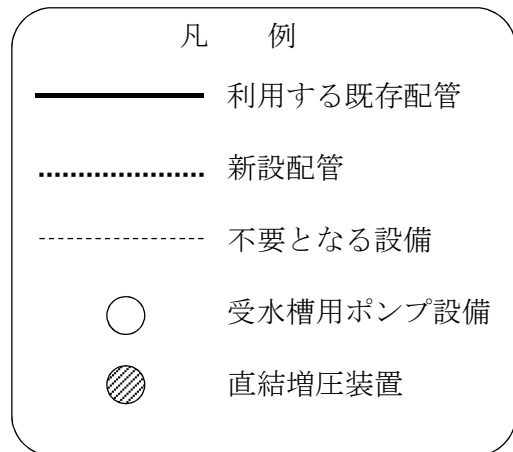 凡　例
利用する既存配管
新設配管
不要となる設備
受水槽用ポンプ設備
直結増圧装置